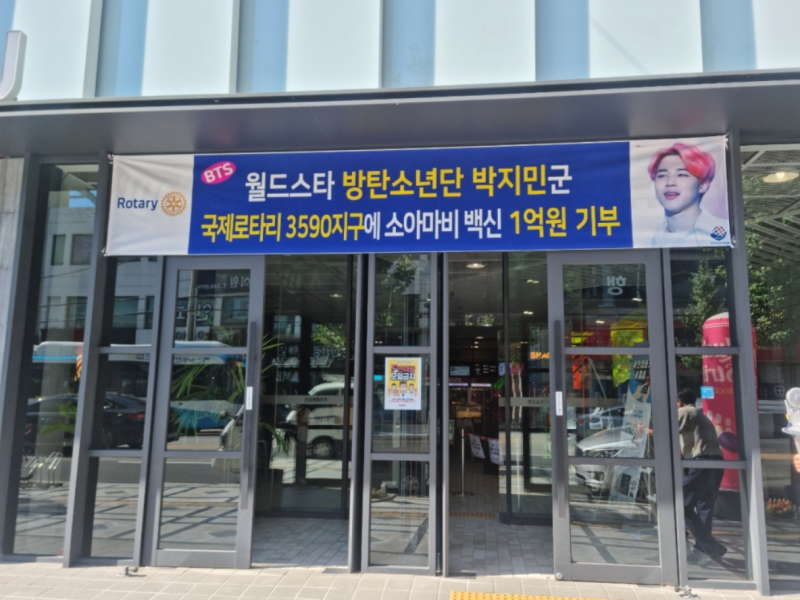 Rotary
BTS
월드스타 방탄소년단 박지민군
국제로타리 3590지구에 소아마비 백신 1억원 기부